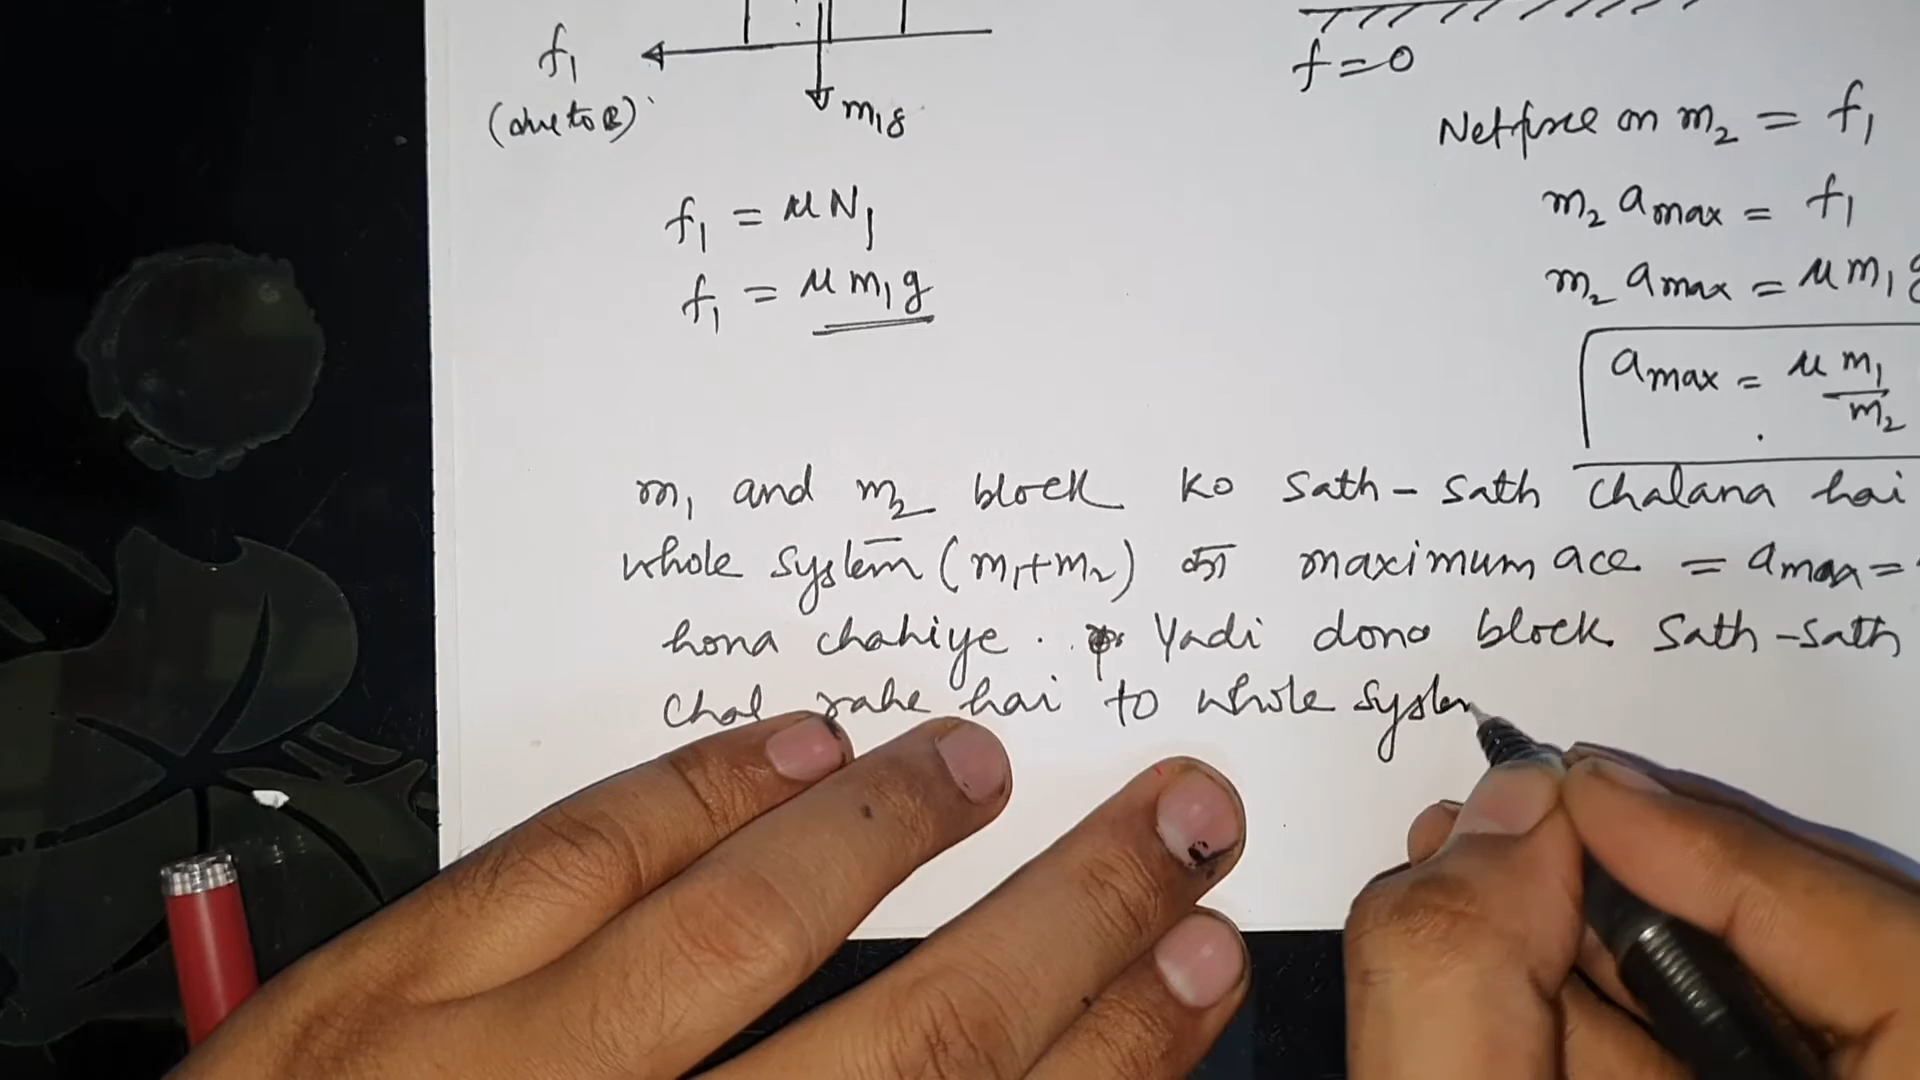 f₁
(due to
m₁g
f₁ = μN₁
f₁ = μm₁g
f = 0
Net force on m₂ = f₁
m₂ amax = f₁
m₂ amax = μm₁g
amax = μ m₁ / m₂
m₁ and m₂ block ko sath - sath chalana hai
whole system (m₁+m₂) का maximum acc = amax =
hona chahiye. Yadi dono block sath - sath
chal rahe hai to whole system